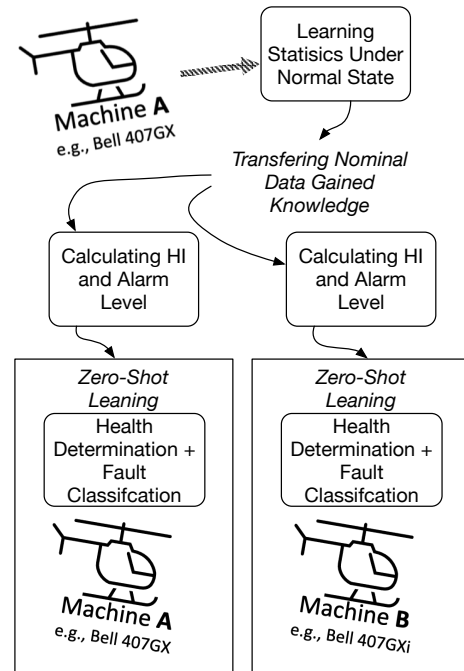 Learning
Statisics Under
Normal State
Machine A
e.g., Bell 407GX
Transfering Nominal
Data Gained
Knowledge
Calculating HI
and Alarm
Level
Calculating HI
and Alarm
Level
Zero-Shot
Leaning
Health
Determination +
Fault
Classifcation
Machine A
e.g., Bell 407GX
Zero-Shot
Leaning
Health
Determination +
Fault
Classifcation
Machine B
e.g., Bell 407GXi